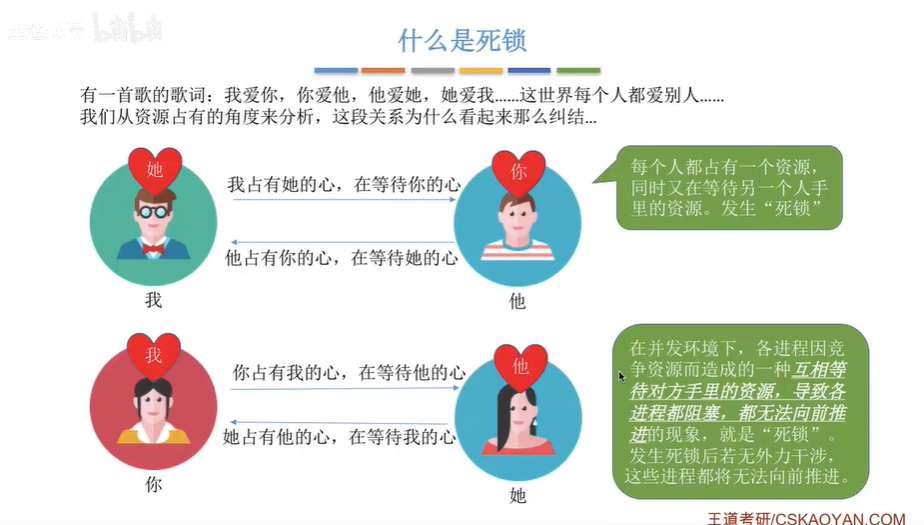 王道论坛 bilibili
什么是死锁
有一首歌的歌词：我爱你，你爱他，他爱她，她爱我……这世界每个人都爱别人……
我们从资源占有的角度来分析，这段关系为什么看起来那么纠结...
她
我占有她的心，在等待你的心
他占有你的心，在等待她的心
我
你
他
每个人都占有一个资源，
同时又在等待另一个人手
里的资源。发生“死锁”
我
你占有我的心，在等待他的心
她占有他的心，在等待我的心
你
他
她
在并发环境下，各进程因竞
争资源而造成的一种互相等
待对方手里的资源，导致各
进程都阻塞，都无法向前推
进的现象，就是“死锁”。
发生死锁后若无外力干涉，
这些进程都将无法向前推进。
王道考研/CSKAOYAN.COM